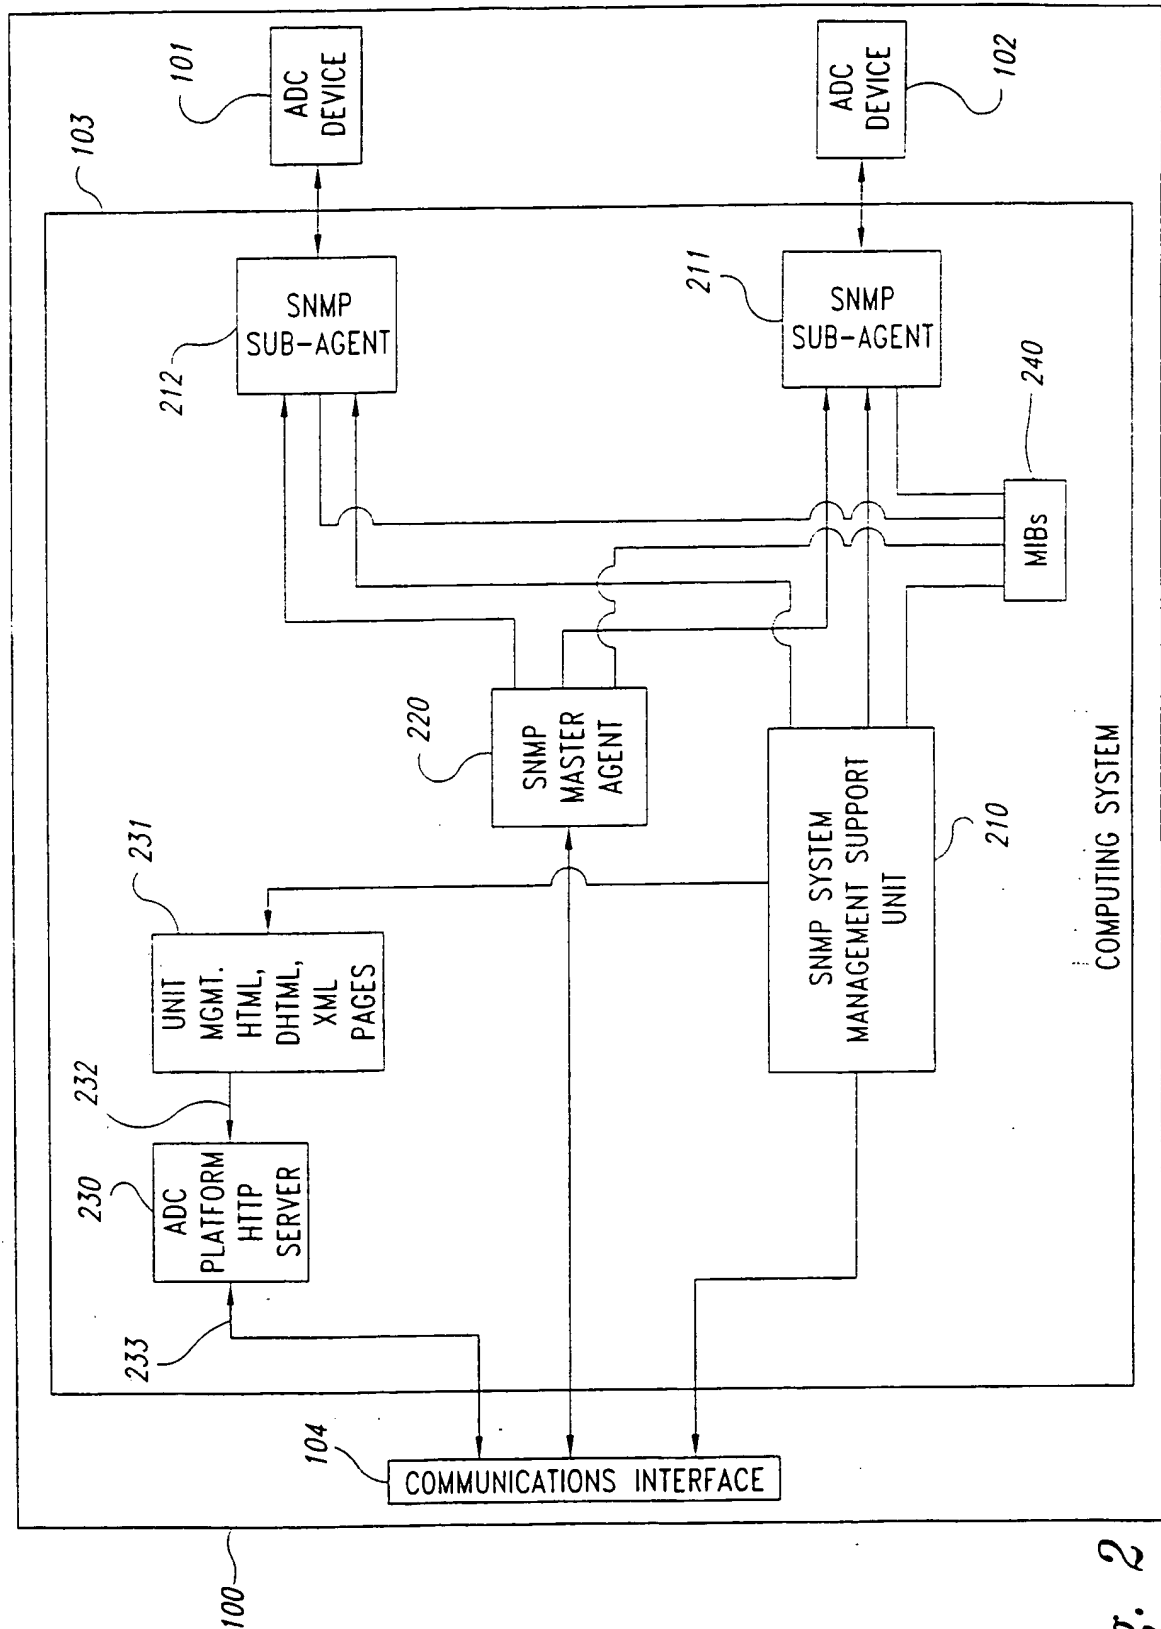 100
104
COMMUNICATIONS INTERFACE
103
233
230
ADC
PLATFORM
HTTP
SERVER
232
231
UNIT
MGMT.
HTML,
DHTML,
XML
PAGES
220
SNMP
MASTER
AGENT
SNMP SYSTEM
MANAGEMENT SUPPORT
UNIT
210
212
SNMP
SUB-AGENT
211
SNMP
SUB-AGENT
240
MIBs
101
ADC
DEVICE
ADC
DEVICE
102
COMPUTING SYSTEM
2